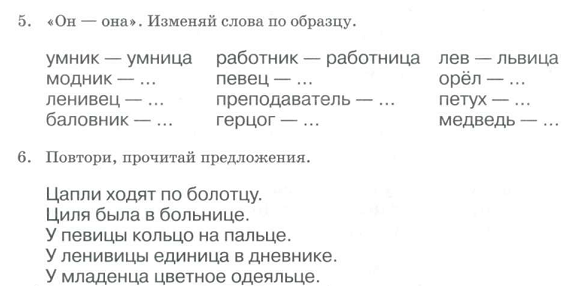 5. «Он — она». Изменяй слова по образцу.
умник — умница работник — работница лев — львица
модник — ... певец — ... орёл — ...
ленивец — ... преподаватель — ... петух — ...
баловник — ... герцог — ... медведь — ...
6. Повтори, прочитай предложения.
Цапли ходят по болотцу.
Циля была в больнице.
У певицы кольцо на пальце.
У ленивицы единица в дневнике.
У младенца цветное одеяльце.